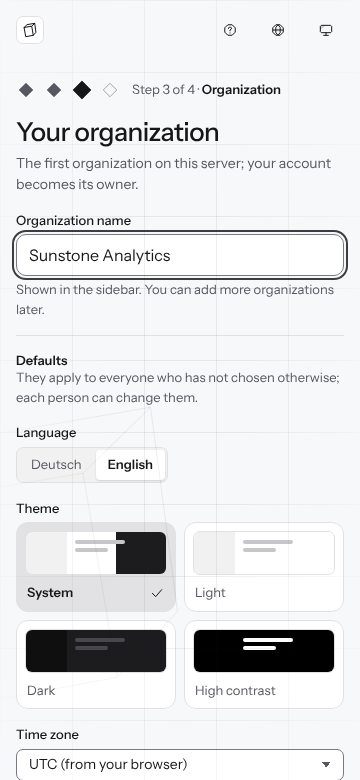 Step 3 of 4 · Organization
Your organization
The first organization on this server; your account
becomes its owner.
Organization name
Sunstone Analytics
Shown in the sidebar. You can add more organizations
later.
Defaults
They apply to everyone who has not chosen otherwise;
each person can change them.
Language
Deutsch English
Theme
System Light
Dark High contrast
Time zone
UTC (from your browser)